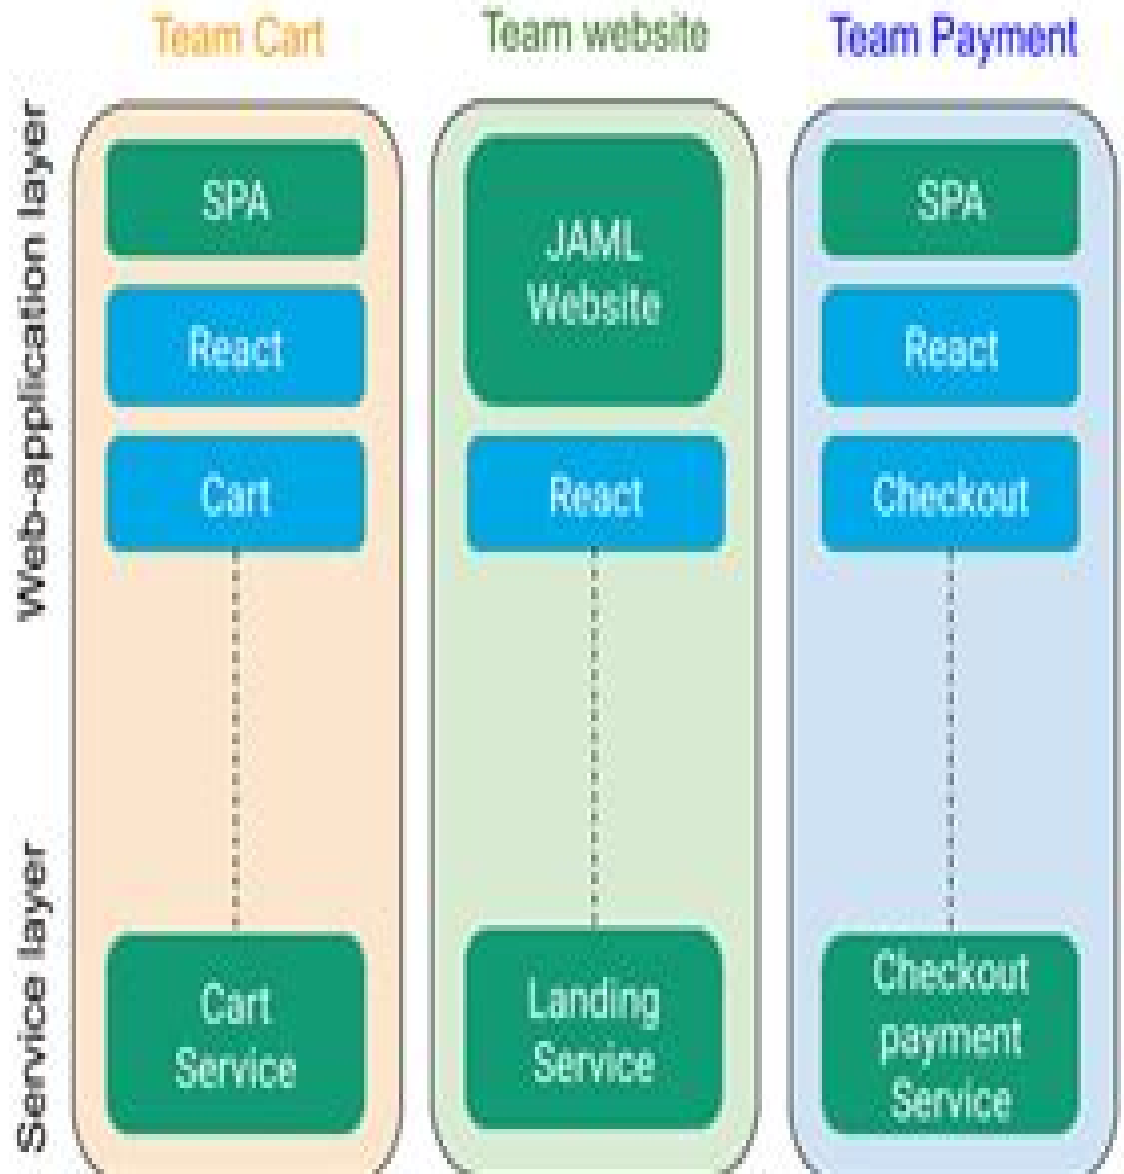 Team Cart
Team website
Team Payment
Web-application layer
SPA
React
Cart
JAML
Website
React
SPA
React
Checkout
Service layer
Cart
Service
Landing
Service
Checkout
payment
Service